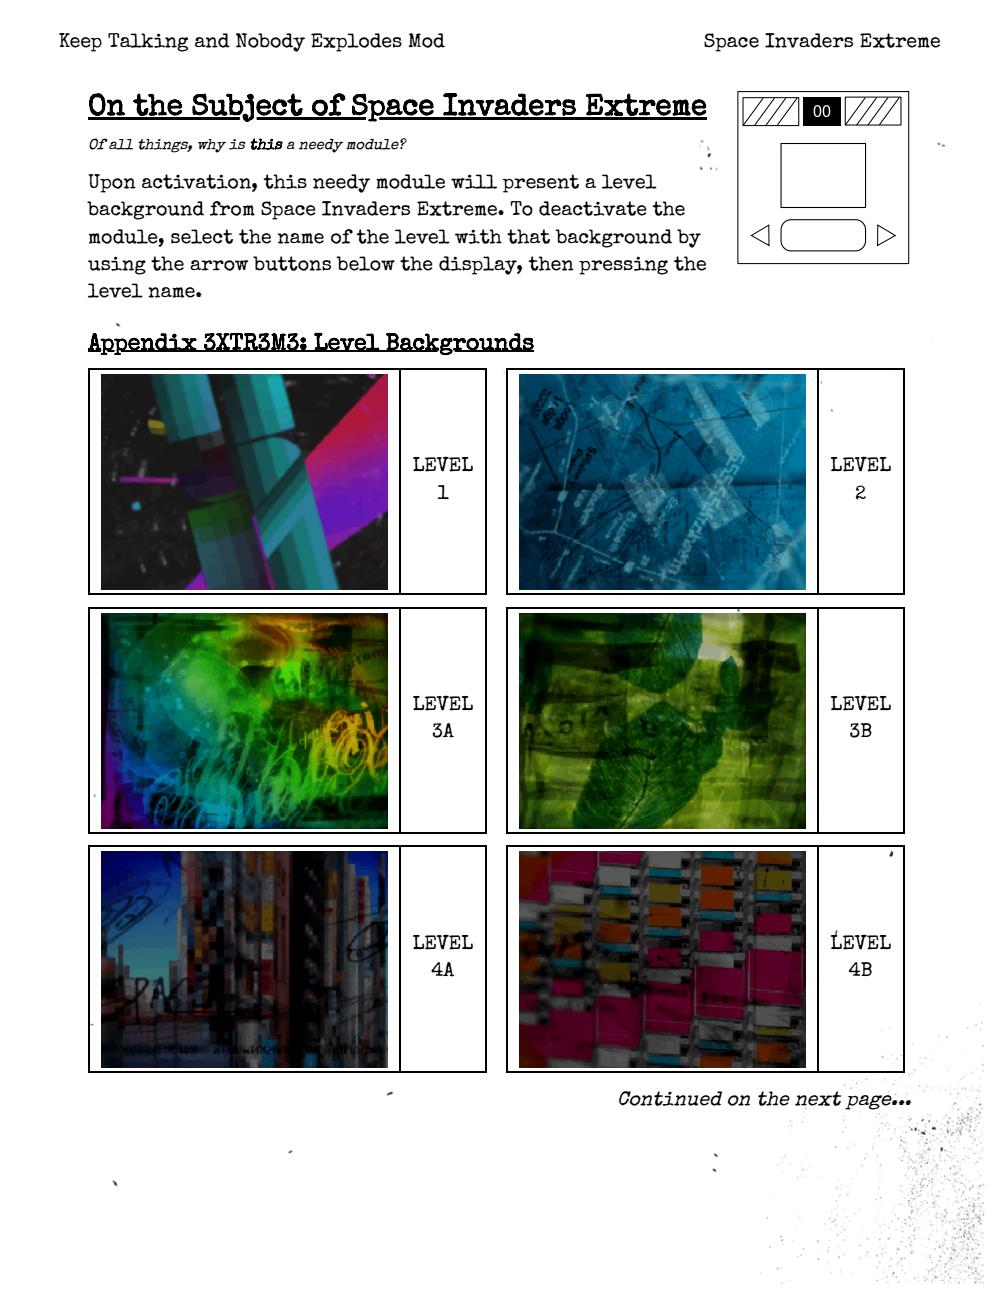 Keep Talking and Nobody Explodes Mod
Space Invaders Extreme
On the Subject of Space Invaders Extreme
Of all things, why is this a needy module?
00
Upon activation, this needy module will present a level
background from Space Invaders Extreme. To deactivate the
module, select the name of the level with that background by
using the arrow buttons below the display, then pressing the
level name.
Appendix 3XTR3M3: Level Backgrounds
LEVEL
1
LEVEL
2
LEVEL
3A
LEVEL
3B
LEVEL
4A
LEVEL
4B
Continued on the next page...